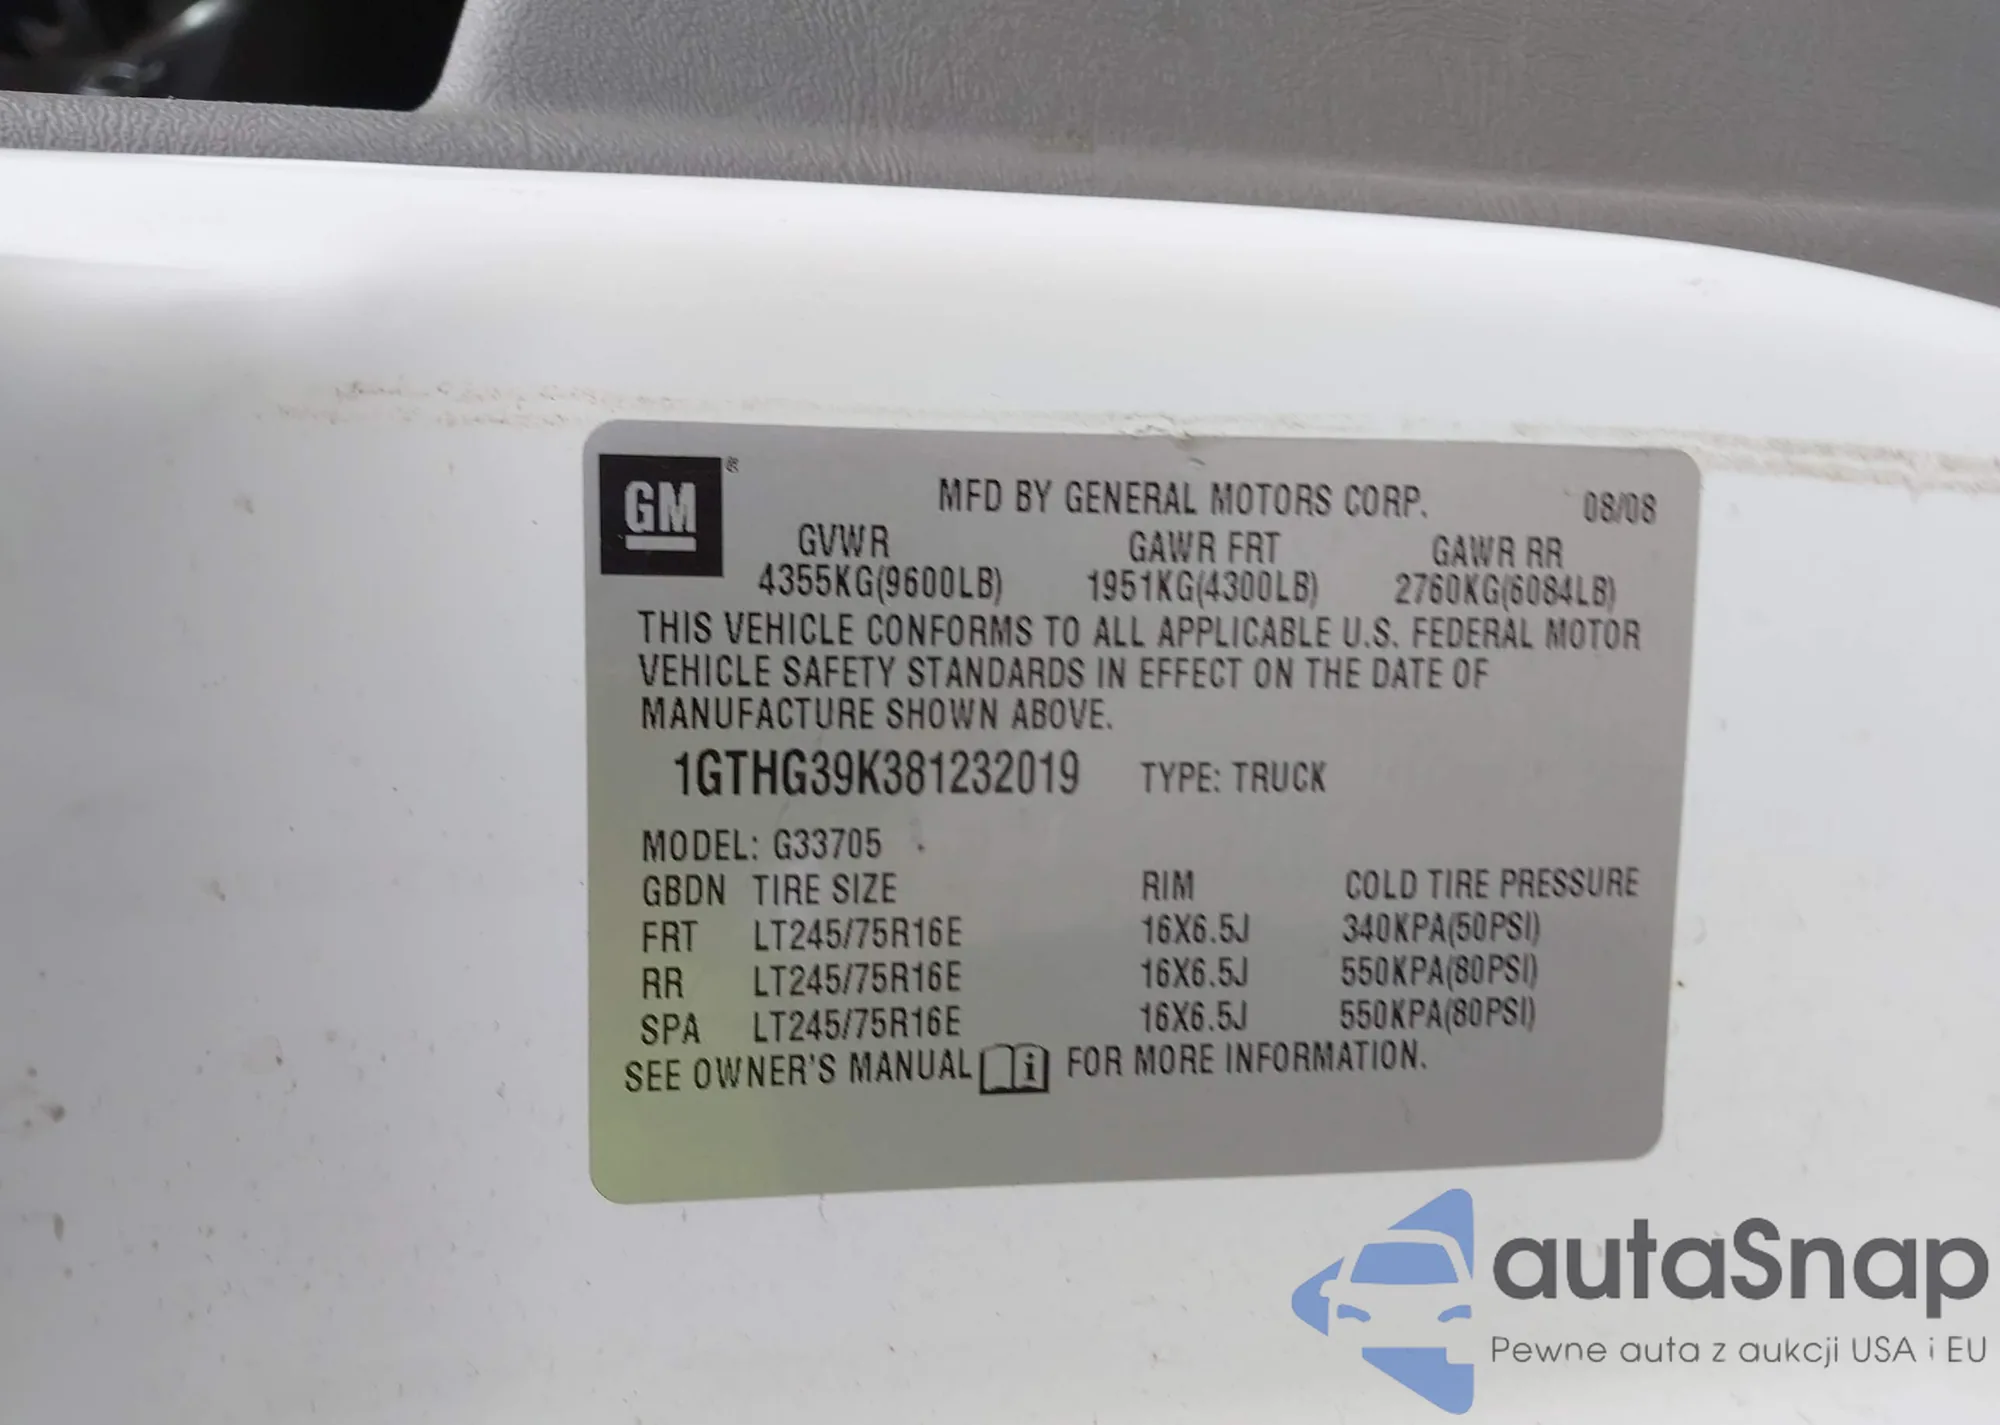 GM ®
MFD BY GENERAL MOTORS CORP. 08/08
GVWR GAWR FRT GAWR RR
4355KG(9600LB) 1951KG(4300LB) 2760KG(6084LB)
THIS VEHICLE CONFORMS TO ALL APPLICABLE U.S. FEDERAL MOTOR
VEHICLE SAFETY STANDARDS IN EFFECT ON THE DATE OF
MANUFACTURE SHOWN ABOVE.
1GTHG39K381232019 TYPE: TRUCK
MODEL: G33705
GBDN TIRE SIZE RIM COLD TIRE PRESSURE
FRT LT245/75R16E 16X6.5J 340KPA(50PSI)
RR LT245/75R16E 16X6.5J 550KPA(80PSI)
SPA LT245/75R16E 16X6.5J 550KPA(80PSI)
SEE OWNER'S MANUAL i FOR MORE INFORMATION.
autaSnap
Pewne auta z aukcji USA i EU